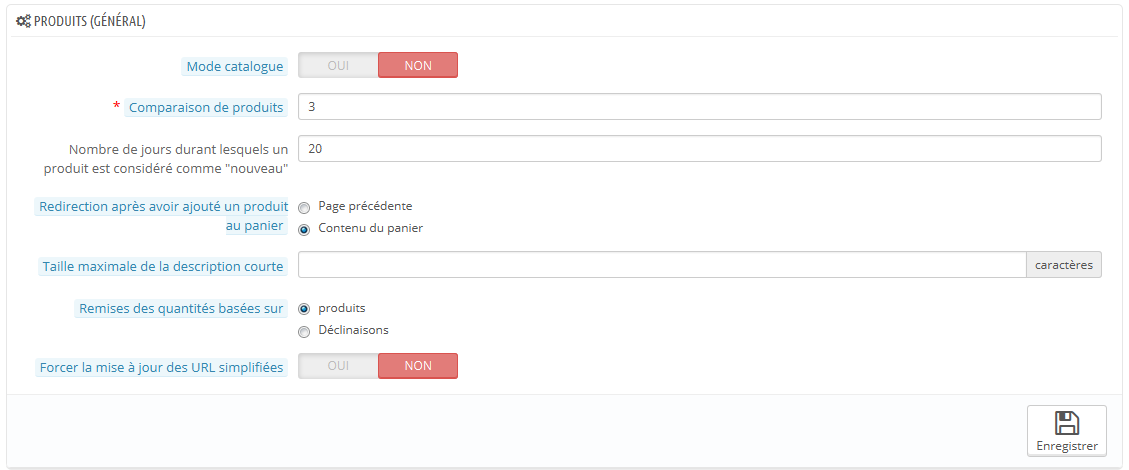 PRODUITS (GÉNÉRAL)
Mode catalogue
OUI
NON
* Comparaison de produits
3
Nombre de jours durant lesquels un
produit est considéré comme "nouveau"
20
Redirection après avoir ajouté un produit
au panier
Page précédente
Contenu du panier
Taille maximale de la description courte
caractères
Remises des quantités basées sur
produits
Déclinaisons
Forcer la mise à jour des URL simplifiées
OUI
NON
Enregistrer